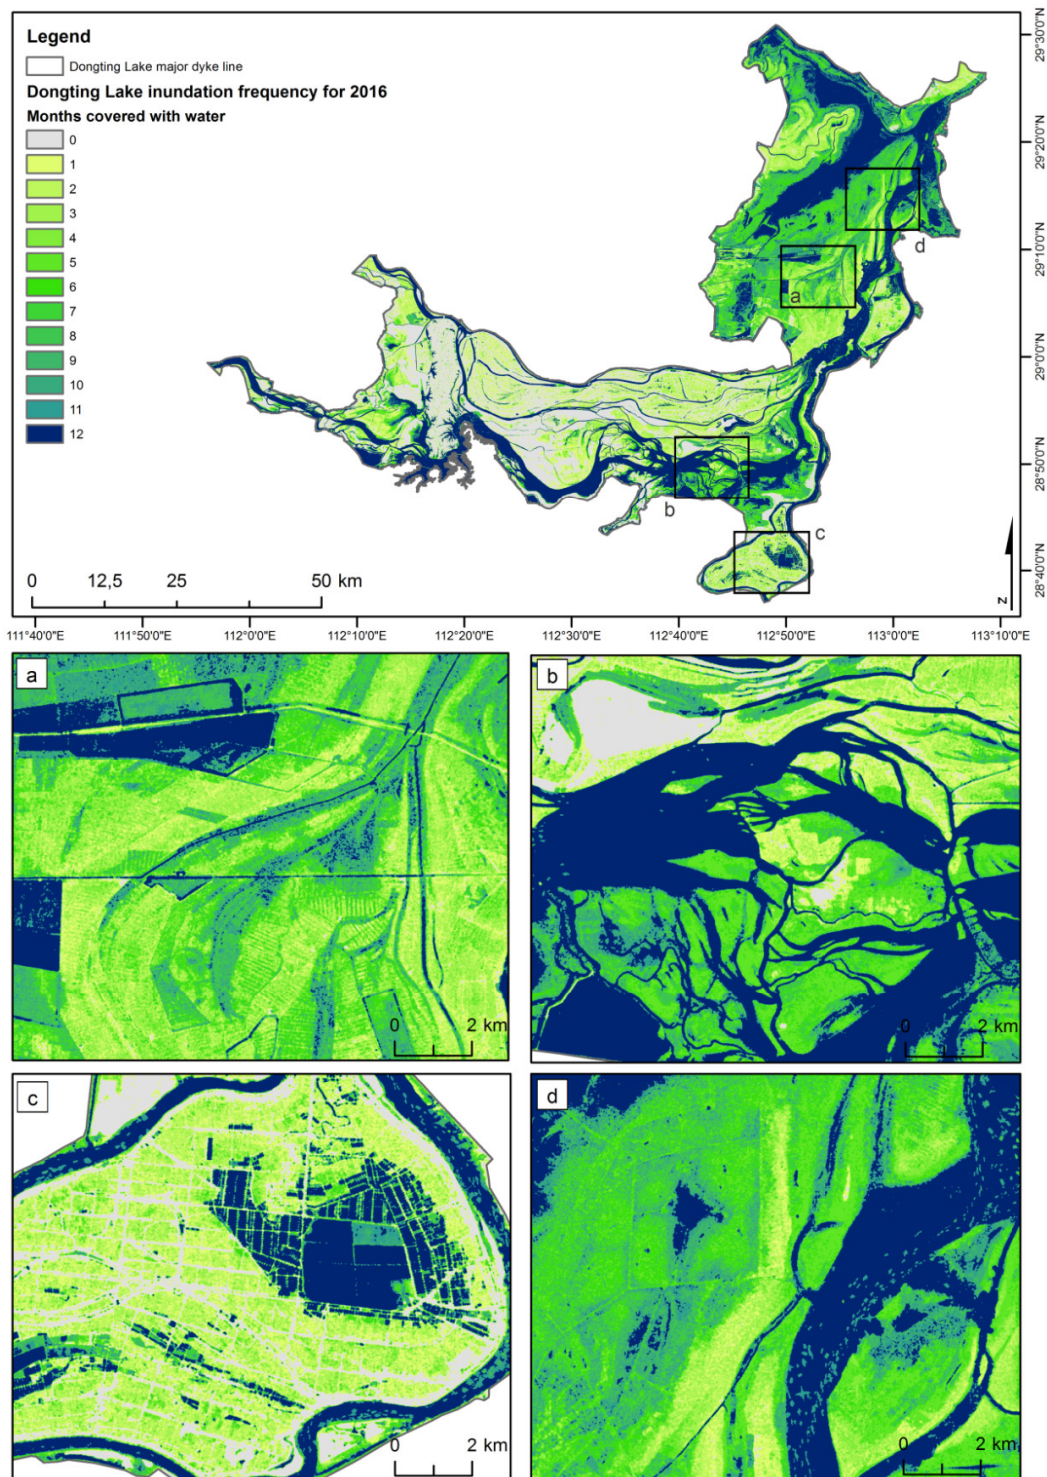 Legend
Dongting Lake major dyke line
Dongting Lake inundation frequency for 2016
Months covered with water
0
1
2
3
4
5
6
7
8
9
10
11
12
29°30'0"N
29°20'0"N
29°10'0"N
29°0'0"N
28°50'0"N
28°40'0"N
d
a
b
c
0 12,5 25 50 km
N
111°40'0"E 111°50'0"E 112°0'0"E 112°10'0"E 112°20'0"E 112°30'0"E 112°40'0"E 112°50'0"E 113°0'0"E 113°10'0"E
a
0 2 km
b
0 2 km
c
0 2 km
d
0 2 km